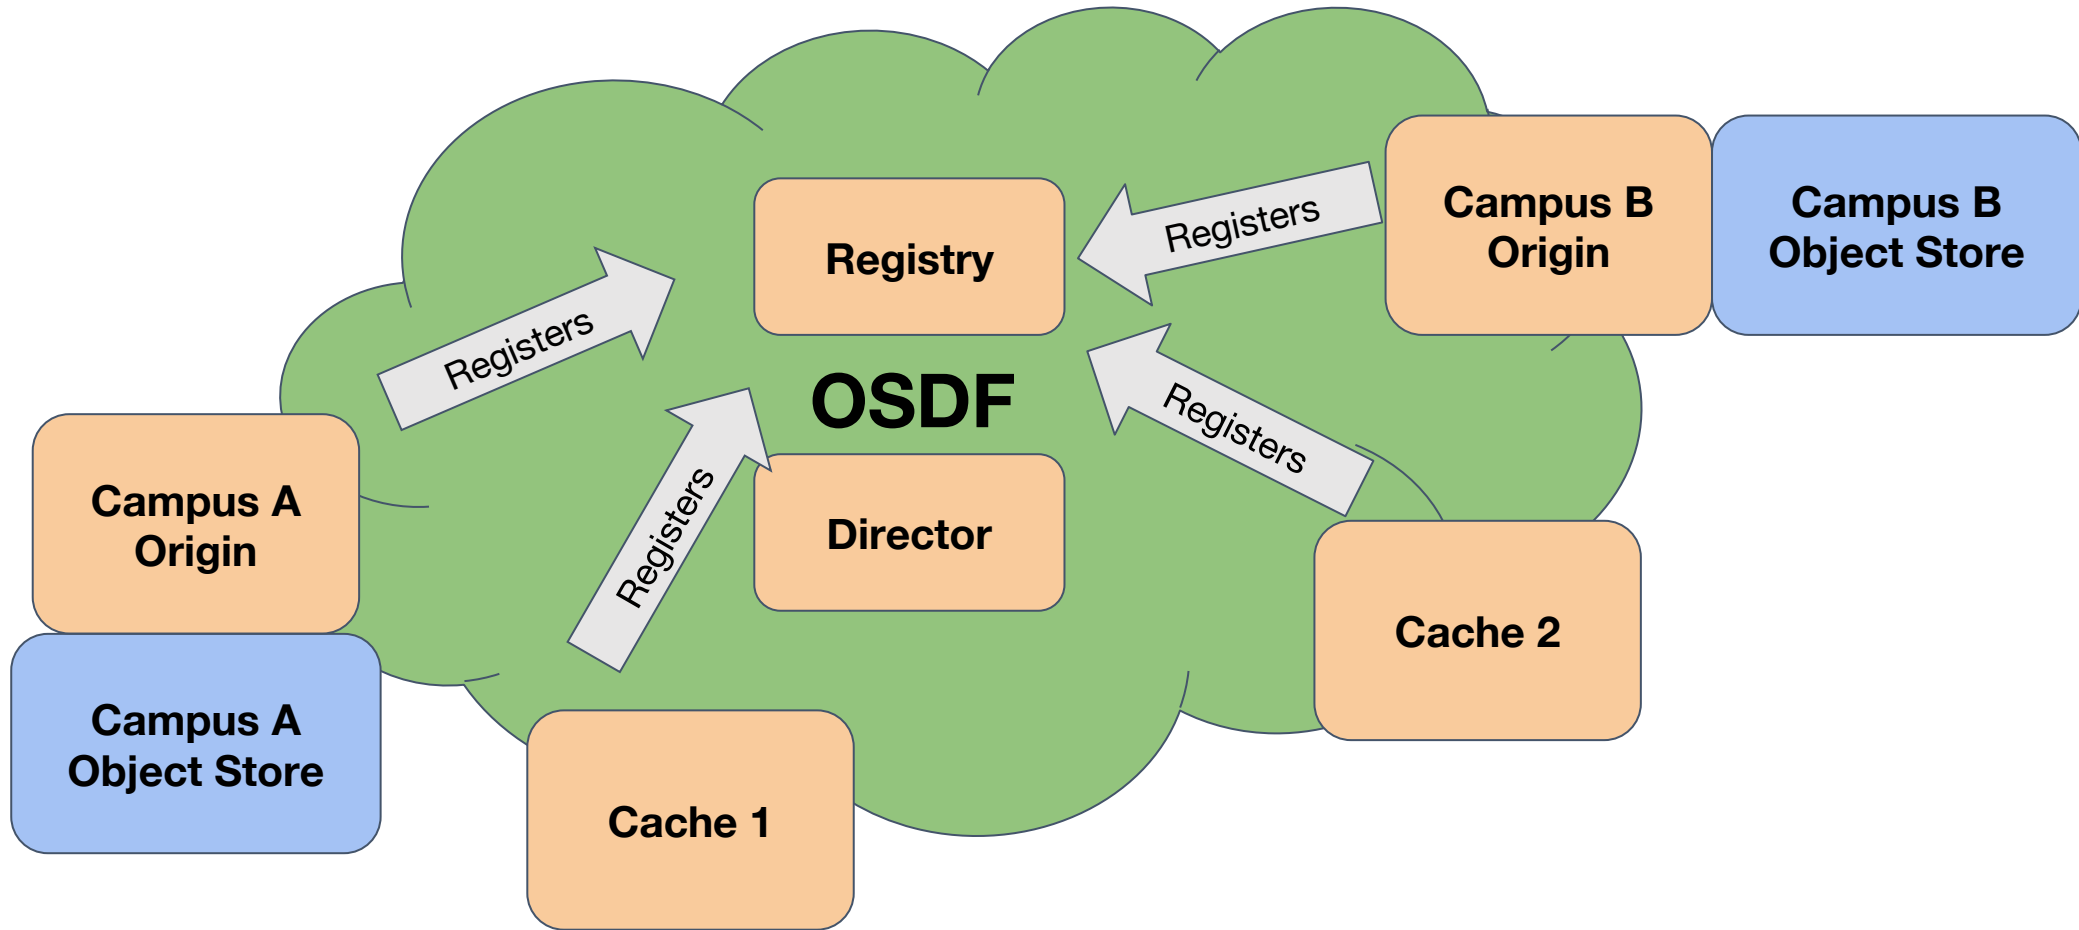 Registry
OSDF
Director
Registers
Registers
Registers
Registers
Campus A
Origin
Campus A
Object Store
Cache 1
Cache 2
Campus B
Origin
Campus B
Object Store